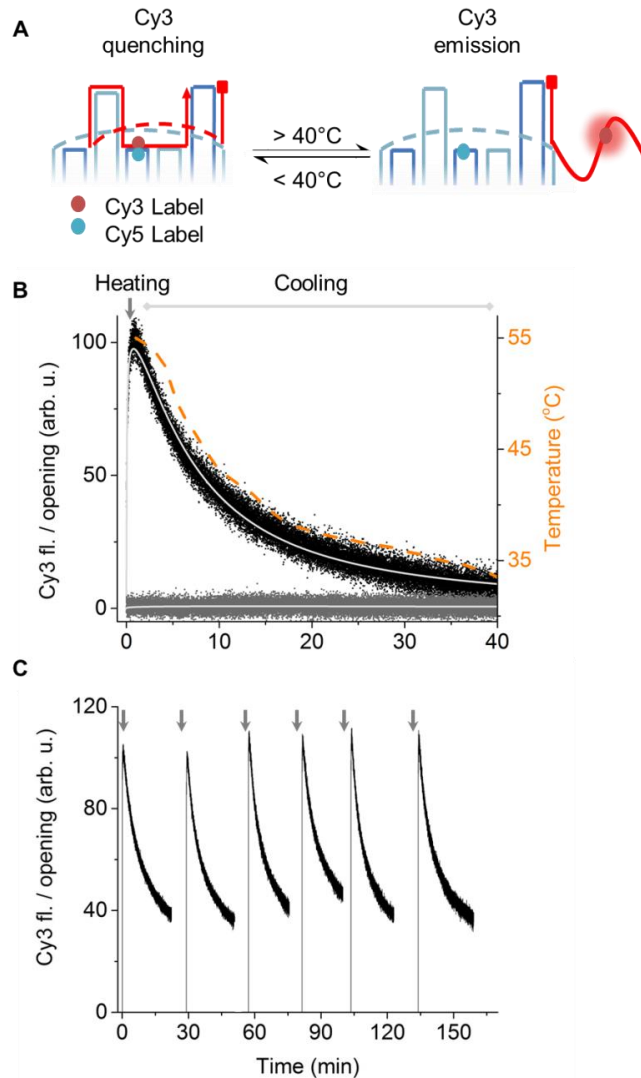 A
Cy3
quenching
Cy3
emission
> 40°C
< 40°C
Cy3 Label
Cy5 Label
B
Heating
Cooling
Cy3 fl. / opening (arb. u.)
100
50
0
Temperature (°C)
55
45
35
0
10
20
30
40
C
Cy3 fl. / opening (arb. u.)
120
80
40
0
0
30
60
90
120
150
Time (min)